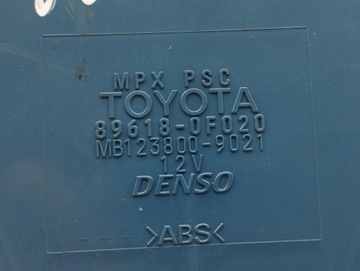 MPX PSC
TOYOTA
89618-0F020
MB123800-9021
12V
DENSO
>ABS<